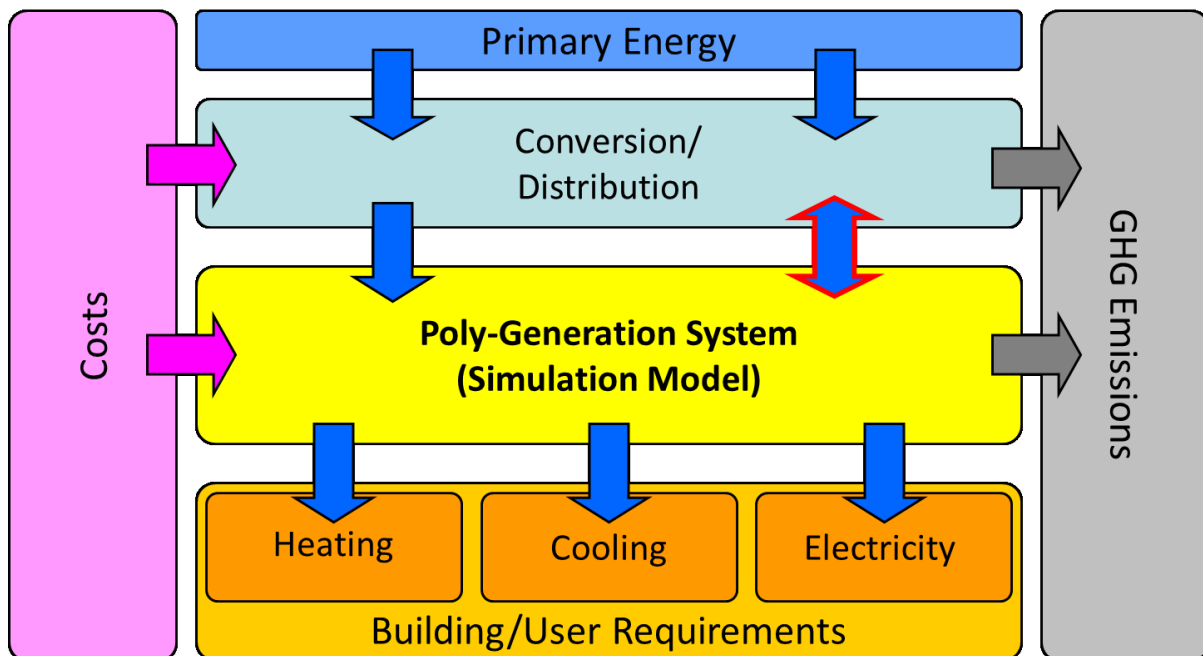 Primary Energy
Conversion/
Distribution
Costs
GHG Emissions
Poly-Generation System
(Simulation Model)
Heating
Cooling
Electricity
Building/User Requirements